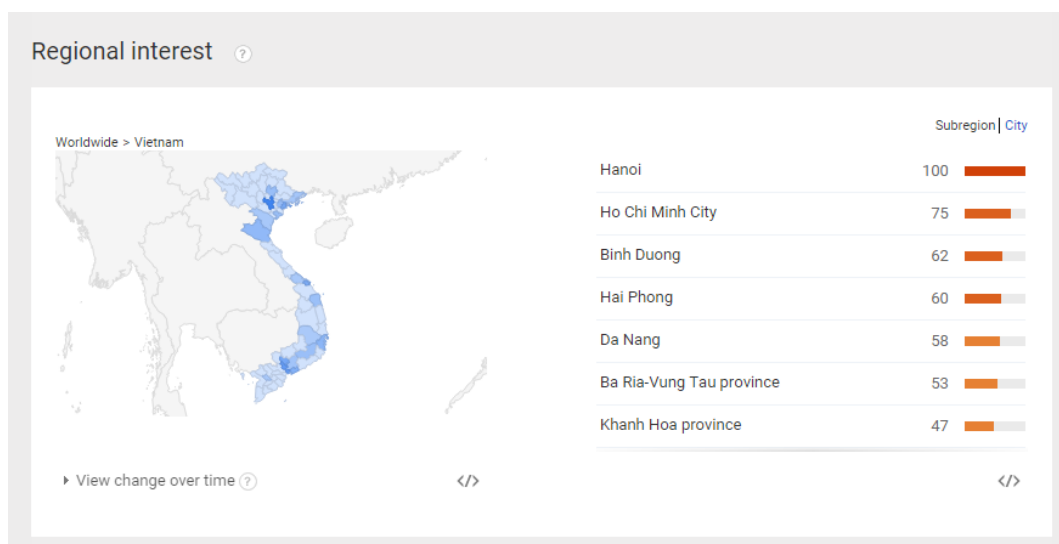 Regional interest ?
Subregion City
Worldwide > Vietnam
Hanoi 100
Ho Chi Minh City 75
Binh Duong 62
Hai Phong 60
Da Nang 58
Ba Ria-Vung Tau province 53
Khanh Hoa province 47
View change over time ? </> </>